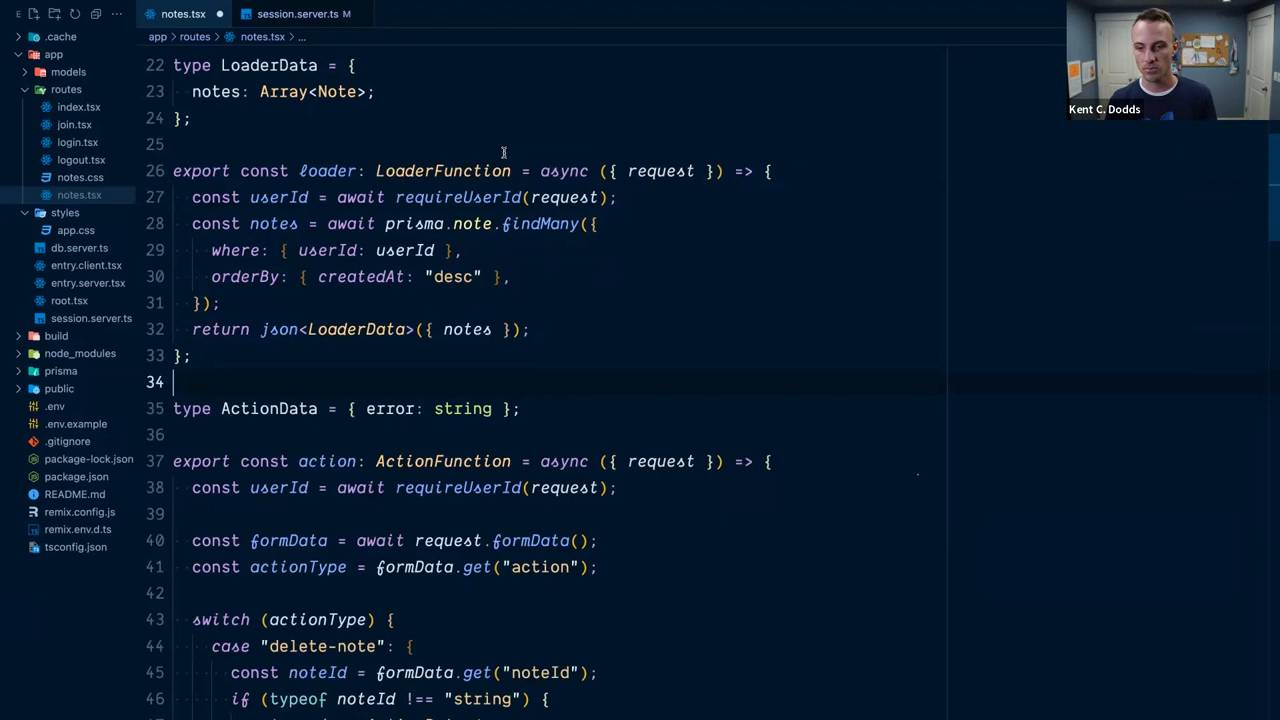 E
notes.tsx
session.server.ts M
.cache
app
models
routes
index.tsx
join.tsx
login.tsx
logout.tsx
notes.css
notes.tsx
styles
app.css
db.server.ts
entry.client.tsx
entry.server.tsx
root.tsx
session.server.ts
build
node_modules
prisma
public
.env
.env.example
.gitignore
package-lock.json
package.json
README.md
remix.config.js
remix.env.d.ts
tsconfig.json
app > routes > notes.tsx > ...
22 type LoaderData = {
23 notes: Array<Note>;
24 };
25
26 export const loader: LoaderFunction = async ({ request }) => {
27 const userId = await requireUserId(request);
28 const notes = await prisma.note.findMany({
29 where: { userId: userId },
30 orderBy: { createdAt: "desc" },
31 });
32 return json<LoaderData>({ notes });
33 };
34
35 type ActionData = { error: string };
36
37 export const action: ActionFunction = async ({ request }) => {
38 const userId = await requireUserId(request);
39
40 const formData = await request.formData();
41 const actionType = formData.get("action");
42
43 switch (actionType) {
44 case "delete-note": {
45 const noteId = formData.get("noteId");
46 if (typeof noteId !== "string") {
Kent C. Dodds